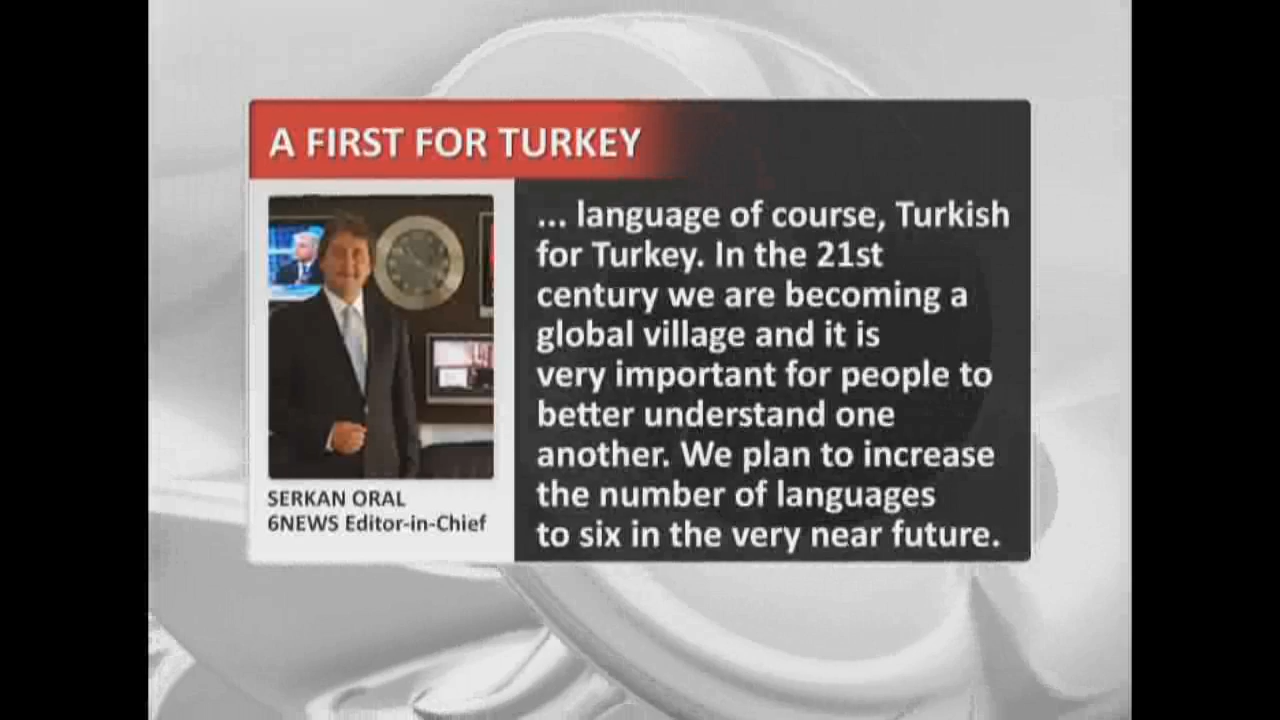 A FIRST FOR TURKEY
... language of course, Turkish
for Turkey. In the 21st
century we are becoming a
global village and it is
very important for people to
better understand one
another. We plan to increase
the number of languages
to six in the very near future.
SERKAN ORAL
6NEWS Editor-in-Chief